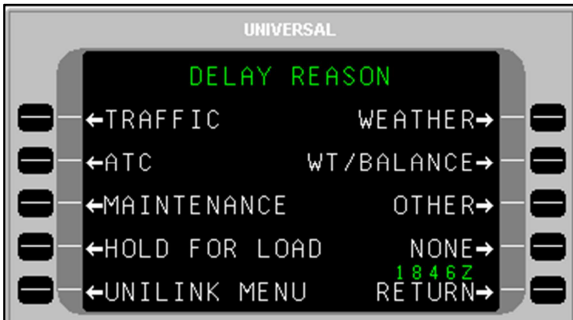 UNIVERSAL
DELAY REASON
←TRAFFIC WEATHER→
←ATC WT/BALANCE→
←MAINTENANCE OTHER→
←HOLD FOR LOAD NONE→
1846Z
←UNILINK MENU RETURN→